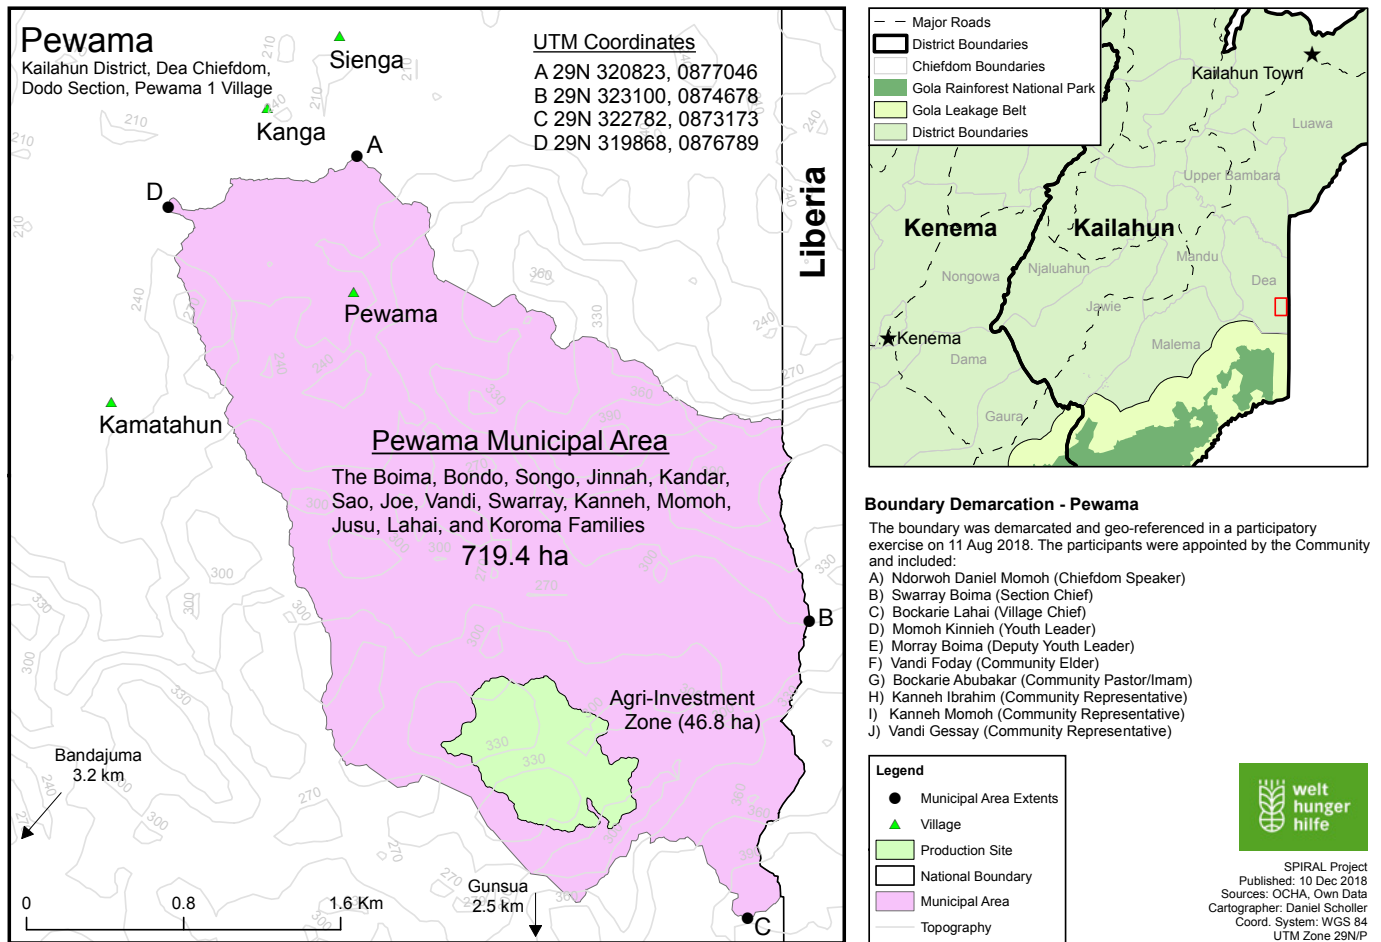 Pewama
Kailahun District, Dea Chiefdom,
Dodo Section, Pewama 1 Village
Sienga
Kanga
UTM Coordinates
A 29N 320823, 0877046
B 29N 323100, 0874678
C 29N 322782, 0873173
D 29N 319868, 0876789
Liberia
A
D
Pewama
Kamatahun
Pewama Municipal Area
The Boima, Bondo, Songo, Jinnah, Kandar,
Sao, Joe, Vandi, Swarray, Kanneh, Momoh,
Jusu, Lahai, and Koroma Families
719.4 ha
B
Agri-Investment
Zone (46.8 ha)
Bandajuma
3.2 km
Gunsua
2.5 km
C
0 0.8 1.6 Km
Major Roads
District Boundaries
Chiefdom Boundaries
Gola Rainforest National Park
Gola Leakage Belt
District Boundaries
Kailahun Town
Luawa
Upper Bambara
Kenema
Kailahun
Mandu
Nongowa
Njaluahun
Dea
Jawie
Kenema
Malema
Dama
Gaura
Boundary Demarcation - Pewama
The boundary was demarcated and geo-referenced in a participatory
exercise on 11 Aug 2018. The participants were appointed by the Community
and included:
A) Ndorwoh Daniel Momoh (Chiefdom Speaker)
B) Swarray Boima (Section Chief)
C) Bockarie Lahai (Village Chief)
D) Momoh Kinnieh (Youth Leader)
E) Morray Boima (Deputy Youth Leader)
F) Vandi Foday (Community Elder)
G) Bockarie Abubakar (Community Pastor/Imam)
H) Kanneh Ibrahim (Community Representative)
I) Kanneh Momoh (Community Representative)
J) Vandi Gessay (Community Representative)
Legend
Municipal Area Extents
Village
Production Site
National Boundary
Municipal Area
Topography
welt
hunger
hilfe
SPIRAL Project
Published: 10 Dec 2018
Sources: OCHA, Own Data
Cartographer: Daniel Scholler
Coord. System: WGS 84
UTM Zone 29N/P